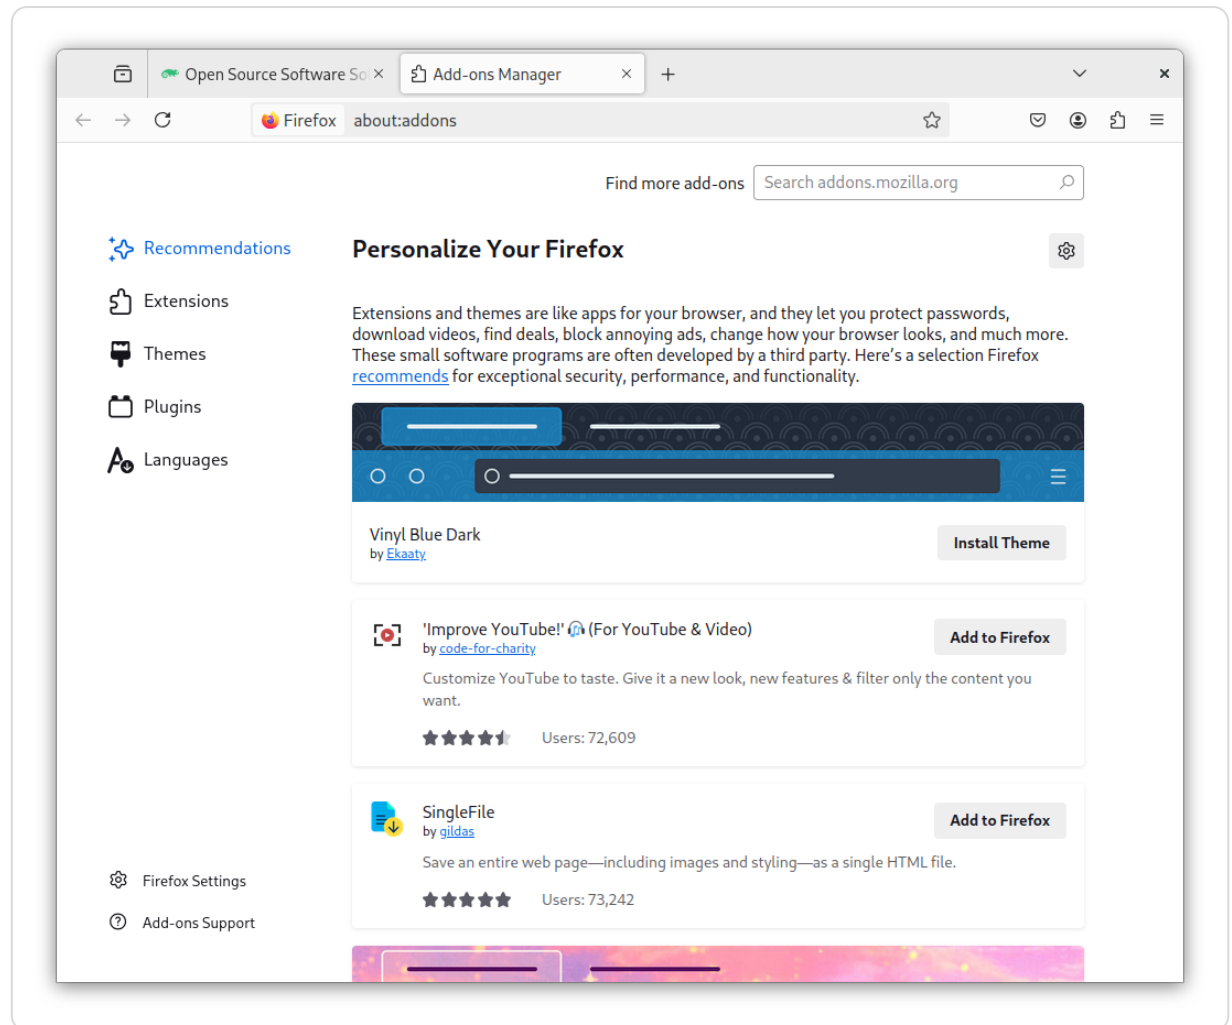 Open Source Software So
Add-ons Manager
Firefox about:addons
Find more add-ons Search addons.mozilla.org
Recommendations
Extensions
Themes
Plugins
Languages
Firefox Settings
Add-ons Support
Personalize Your Firefox
Extensions and themes are like apps for your browser, and they let you protect passwords,
download videos, find deals, block annoying ads, change how your browser looks, and much more.
These small software programs are often developed by a third party. Here’s a selection Firefox
recommends for exceptional security, performance, and functionality.
Vinyl Blue Dark
by Ekaaty
Install Theme
'Improve YouTube!' 🎧 (For YouTube & Video)
by code-for-charity
Add to Firefox
Customize YouTube to taste. Give it a new look, new features & filter only the content you
want.
Users: 72,609
SingleFile
by gildas
Add to Firefox
Save an entire web page—including images and styling—as a single HTML file.
Users: 73,242